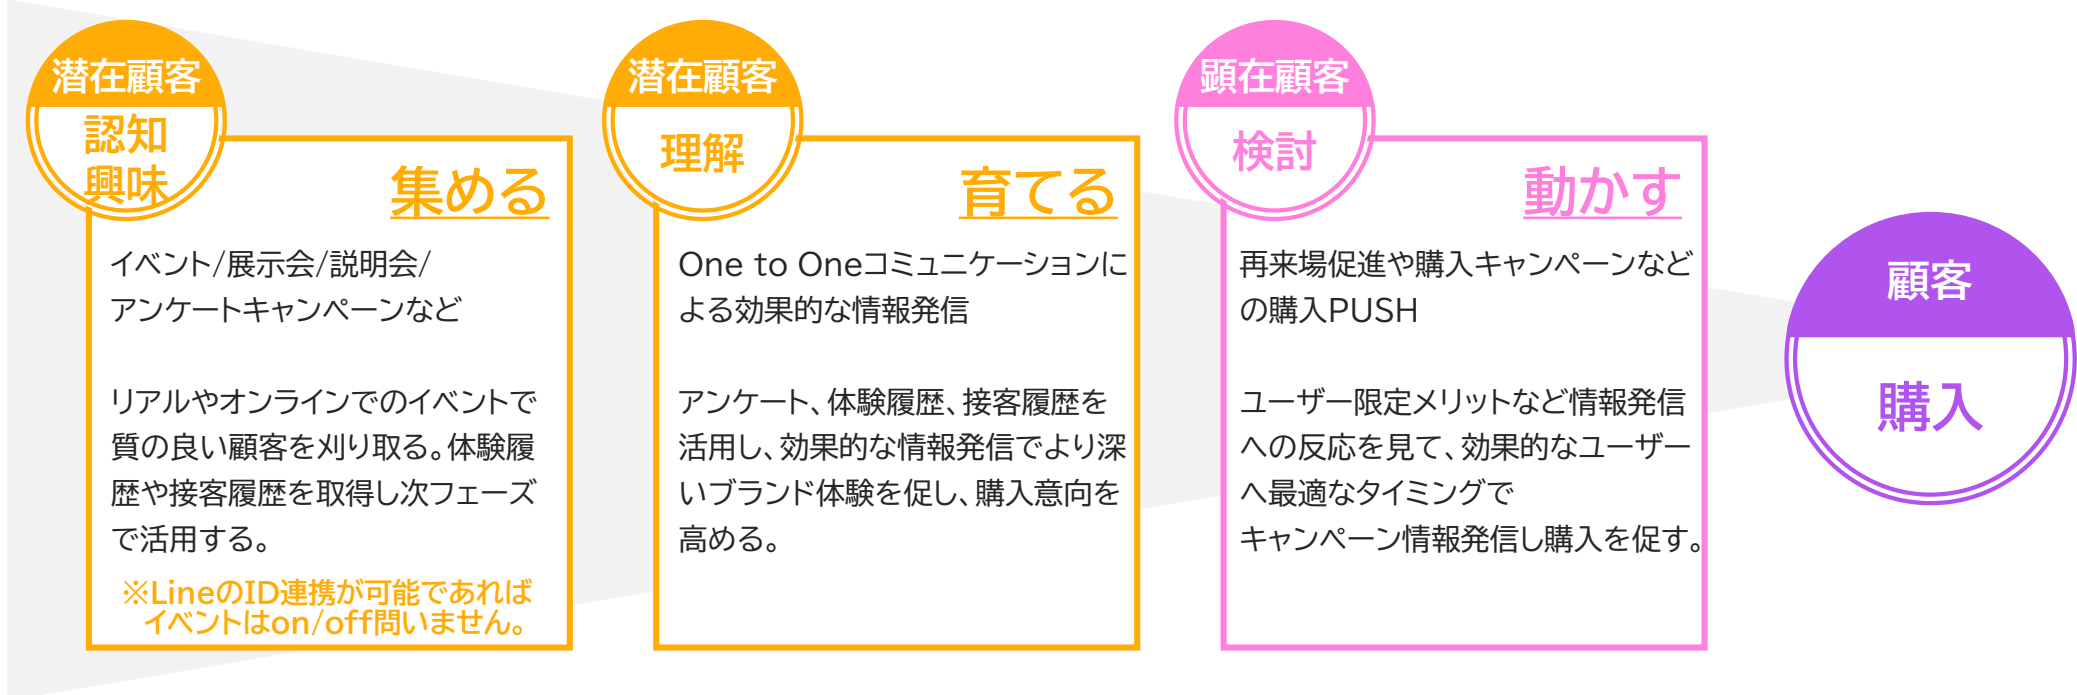 潜在顧客
認知
興味
集める
イベント/展示会/説明会/
アンケートキャンペーンなど
リアルやオンラインでのイベントで
質の良い顧客を刈り取る。体験履
歴や接客履歴を取得し次フェーズ
で活用する。
※LineのID連携が可能であれば
イベントはon/off問いません。
潜在顧客
理解
育てる
One to Oneコミュニケーションに
よる効果的な情報発信
アンケート、体験履歴、接客履歴を
活用し、効果的な情報発信でより深
いブランド体験を促し、購入意向を
高める。
顕在顧客
検討
動かす
再来場促進や購入キャンペーンなど
の購入PUSH
ユーザー限定メリットなど情報発信
への反応を見て、効果的なユーザー
へ最適なタイミングで
キャンペーン情報発信し購入を促す。
顧客
購入